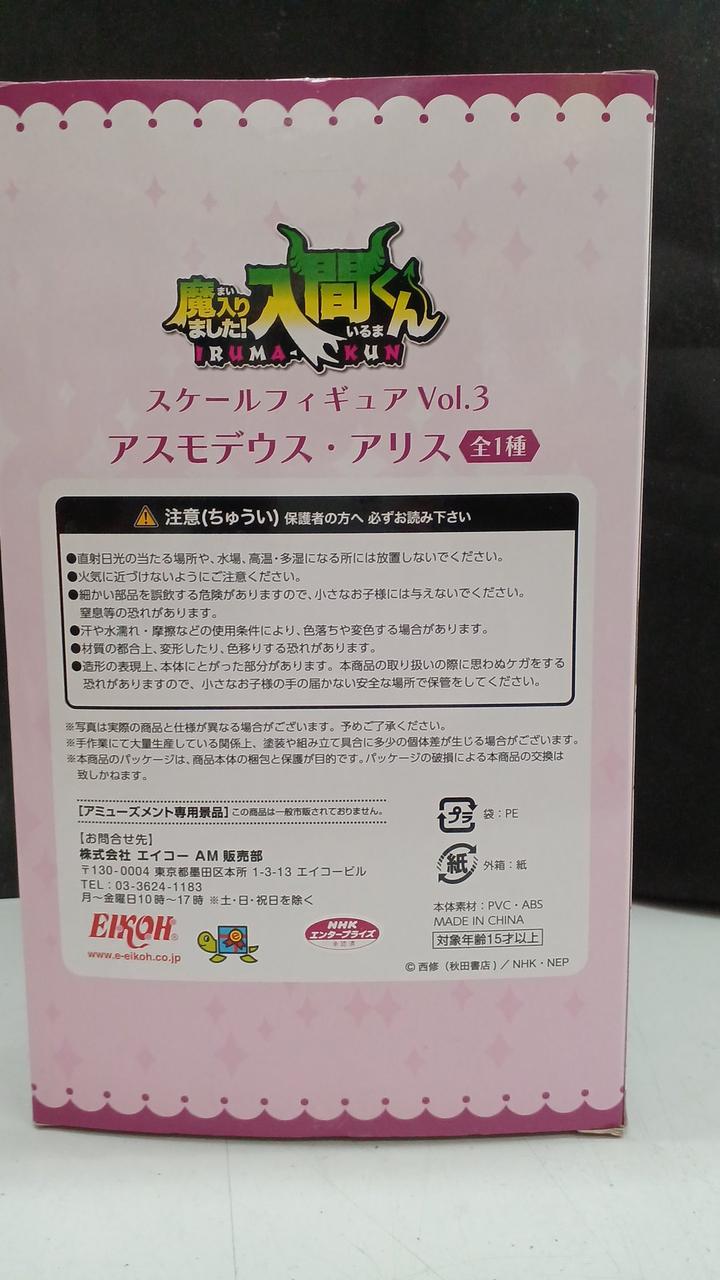 魔入りました!入間くん
まい
いるま
IRUMA-KUN
スケールフィギュア Vol.3
アスモデウス・アリス 全1種
注意(ちゅうい) 保護者の方へ 必ずお読み下さい
●直射日光の当たる場所や、水場、高温・多湿になる所には放置しないでください。
●火気に近づけないようにご注意ください。
●細かい部品を誤飲する危険がありますので、小さなお子様には与えないでください。
窒息等の恐れがあります。
●汗や水濡れ・摩擦などの使用条件により、色落ちや変色する場合があります。
●材質の都合上、変形したり、色移りする恐れがあります。
●造形の表現上、本体にとがった部分があります。本商品の取り扱いの際に思わぬケガをする
恐れがありますので、小さなお子様の手の届かない安全な場所で保管をしてください。
※写真は実際の商品と仕様が異なる場合がございます。予めご了承ください。
※手作業にて大量生産している関係上、塗装や組み立て具合に多少の個体差が生じる場合がございます。
※本商品のパッケージは、商品本体の梱包と保護が目的です。パッケージの破損による本商品の交換は
致しかねます。
【アミューズメント専用景品】この商品は一般市販されておりません。
【お問合せ先】
株式会社 エイコー AM 販売部
〒130-0004 東京都墨田区本所 1-3-13 エイコービル
TEL:03-3624-1183
月〜金曜日10時〜17時 ※土・日・祝日を除く
EIKOH®
www.e-eikoh.co.jp
e
NHK
エンタープライズ
承認済
プラ 袋:PE
紙 外箱:紙
本体素材:PVC・ABS
MADE IN CHINA
対象年齢15才以上
© 西修(秋田書店)/NHK・NEP